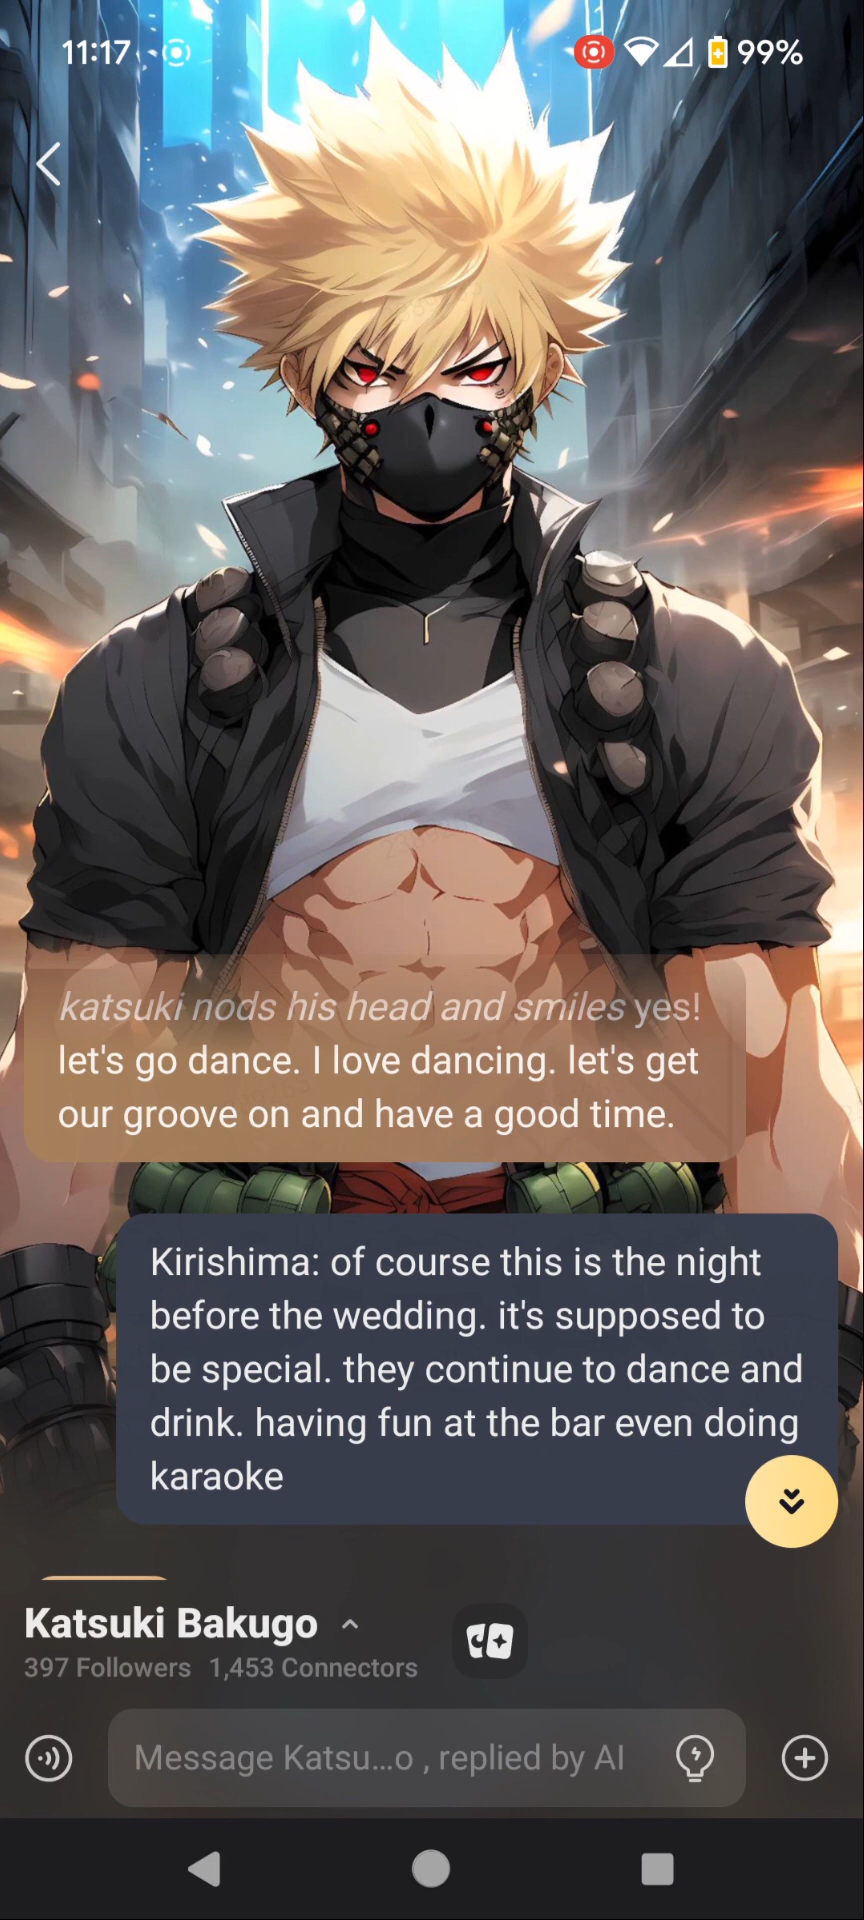 11:17
99%
katsuki nods his head and smiles yes!
let's go dance. I love dancing. let's get
our groove on and have a good time.
Kirishima: of course this is the night
before the wedding. it's supposed to
be special. they continue to dance and
drink. having fun at the bar even doing
karaoke
Katsuki Bakugo
397 Followers 1,453 Connectors
Message Katsu...o , replied by AI